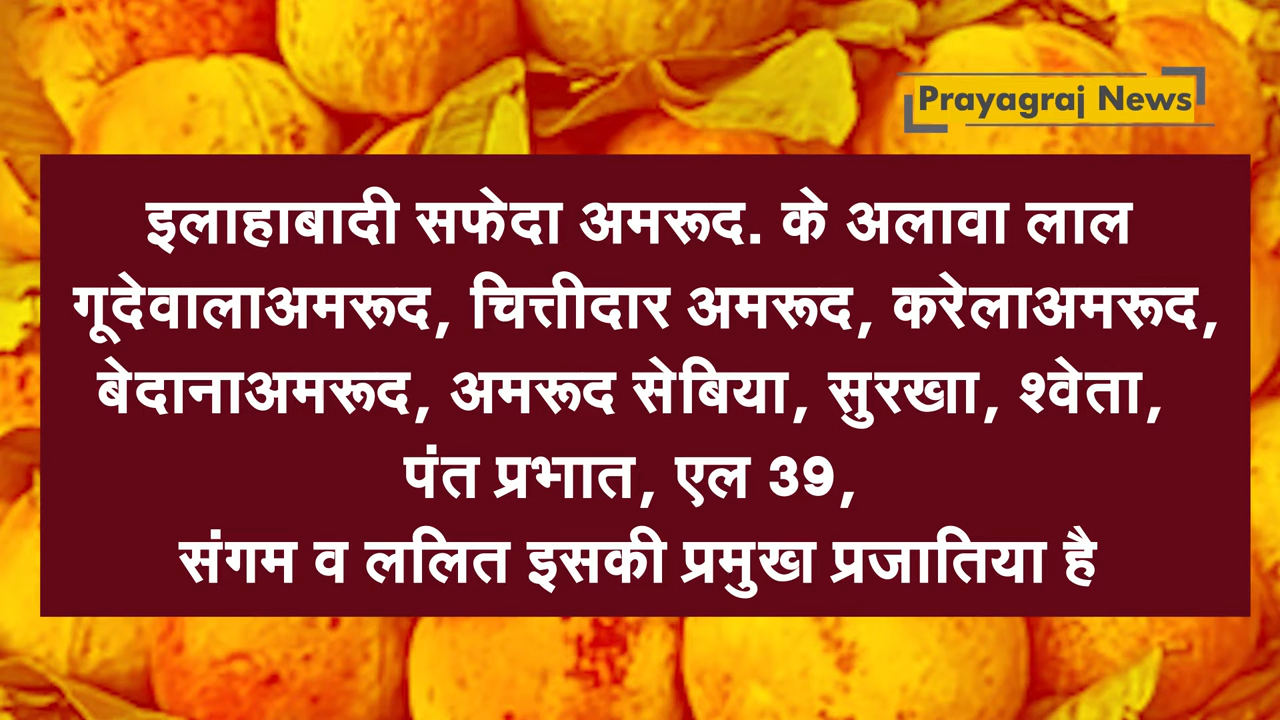 Prayagraj News
इलाहाबादी सफेदा अमरूद. के अलावा लाल
गूदेवालाअमरूद, चित्तीदार अमरूद, करेलाअमरूद,
बेदानाअमरूद, अमरूद सेबिया, सुरखा, श्वेता,
पंत प्रभात, एल 39,
संगम व ललित इसकी प्रमुख प्रजातिया है